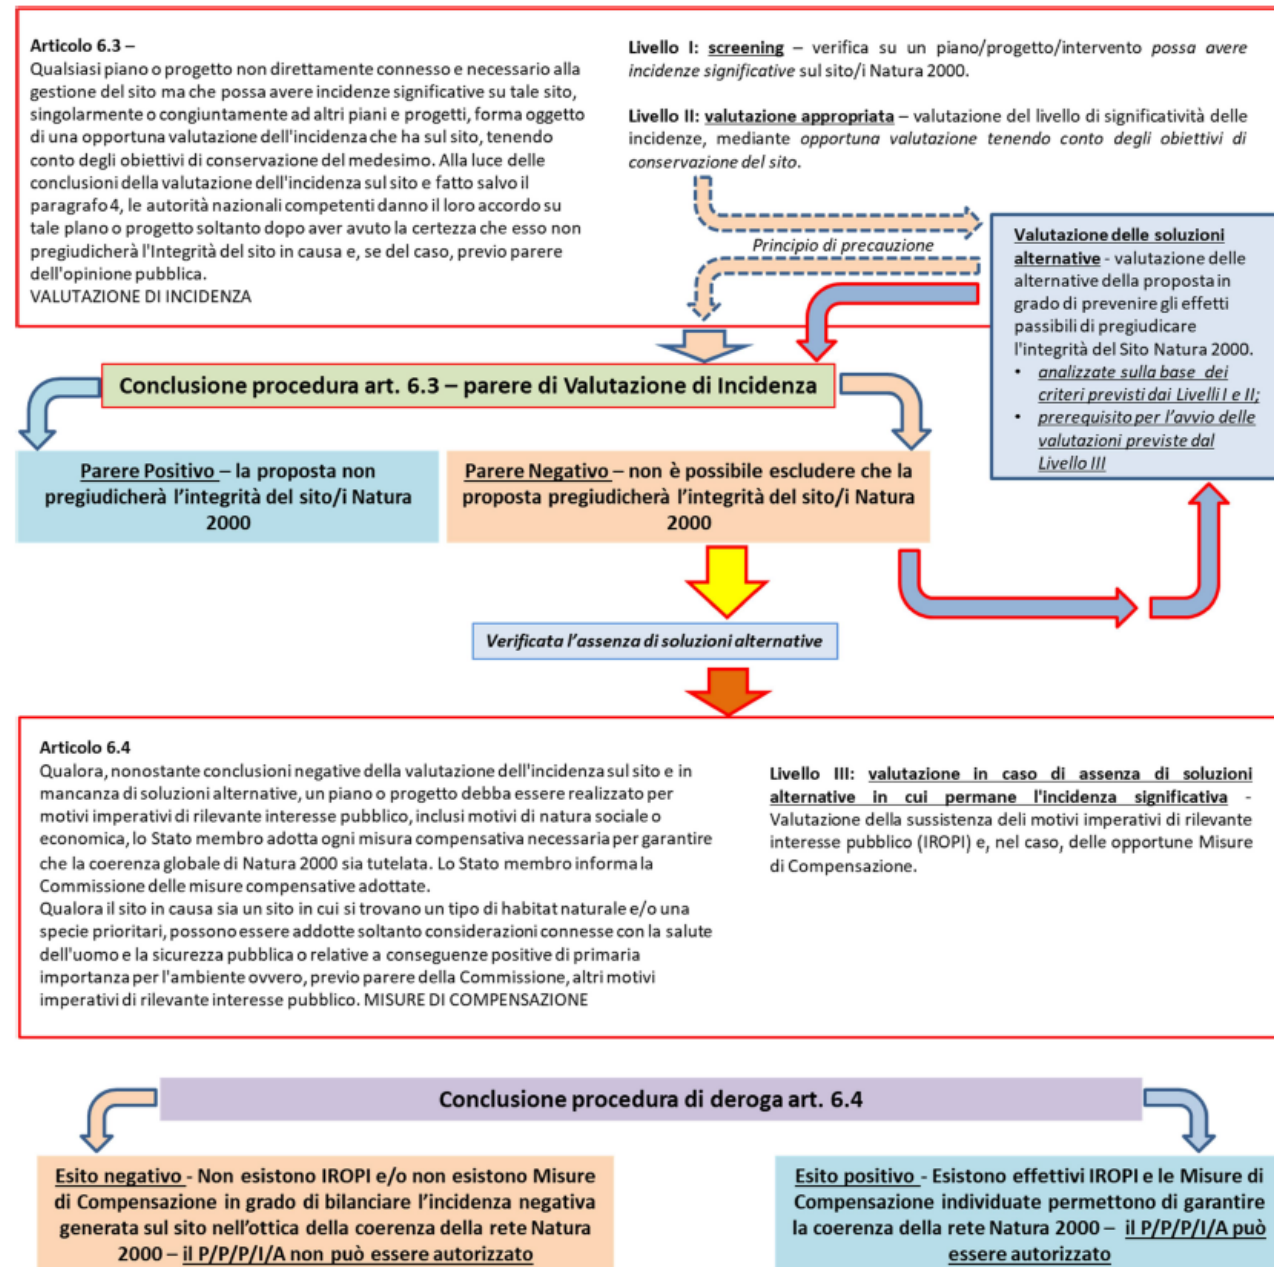 Articolo 6.3 –
Qualsiasi piano o progetto non direttamente connesso e necessario alla
gestione del sito ma che possa avere incidenze significative su tale sito,
singolarmente o congiuntamente ad altri piani e progetti, forma oggetto
di una opportuna valutazione dell'incidenza che ha sul sito, tenendo
conto degli obiettivi di conservazione del medesimo. Alla luce delle
conclusioni della valutazione dell'incidenza sul sito e fatto salvo il
paragrafo 4, le autorità nazionali competenti danno il loro accordo su
tale plano o progetto soltanto dopo aver avuto la certezza che esso non
pregiudicherà l'Integrità del sito in causa e, se del caso, previo parere
dell'opinione pubblica.
VALUTAZIONE DI INCIDENZA
Livello I: screening – verifica su un piano/progetto/intervento possa avere
incidenze significative sul sito/i Natura 2000.
Livello II: valutazione appropriata – valutazione del livello di significatività delle
incidenze, mediante opportuna valutazione tenendo conto degli obiettivi di
conservazione del sito.
Principio di precauzione
Valutazione delle soluzioni
alternative - valutazione delle
alternative della proposta in
grado di prevenire gli effetti
passibili di pregiudicare
l'integrità del Sito Natura 2000.
• analizzate sulla base dei
criteri previsti dai Livelli I e II;
• prerequisito per l'avvio delle
valutazioni previste dal
Livello III
Conclusione procedura art. 6.3 – parere di Valutazione di Incidenza
Parere Positivo – la proposta non
pregiudicherà l'integrità del sito/i Natura
2000
Parere Negativo – non è possibile escludere che la
proposta pregiudicherà l'integrità del sito/i Natura
2000
Verificata l'assenza di soluzioni alternative
Articolo 6.4
Qualora, nonostante conclusioni negative della valutazione dell'incidenza sul sito e in
mancanza di soluzioni alternative, un piano o progetto debba essere realizzato per
motivi imperativi di rilevante interesse pubblico, inclusi motivi di natura sociale o
economica, lo Stato membro adotta ogni misura compensativa necessaria per garantire
che la coerenza globale di Natura 2000 sia tutelata. Lo Stato membro informa la
Commissione delle misure compensative adottate.
Qualora il sito in causa sia un sito in cui si trovano un tipo di habitat naturale e/o una
specie prioritari, possono essere addotte soltanto considerazioni connesse con la salute
dell'uomo e la sicurezza pubblica o relative a conseguenze positive di primaria
importanza per l'ambiente ovvero, previo parere della Commissione, altri motivi
imperativi di rilevante interesse pubblico. MISURE DI COMPENSAZIONE
Livello III: valutazione in caso di assenza di soluzioni
alternative in cui permane l'incidenza significativa -
Valutazione della sussistenza deli motivi imperativi di rilevante
interesse pubblico (IROPI) e, nel caso, delle opportune Misure
di Compensazione.
Conclusione procedura di deroga art. 6.4
Esito negativo - Non esistono IROPI e/o non esistono Misure
di Compensazione in grado di bilanciare l'incidenza negativa
generata sul sito nell'ottica della coerenza della rete Natura
2000 – il P/P/P/I/A non può essere autorizzato
Esito positivo - Esistono effettivi IROPI e le Misure di
Compensazione individuate permettono di garantire
la coerenza della rete Natura 2000 – il P/P/P/I/A può
essere autorizzato